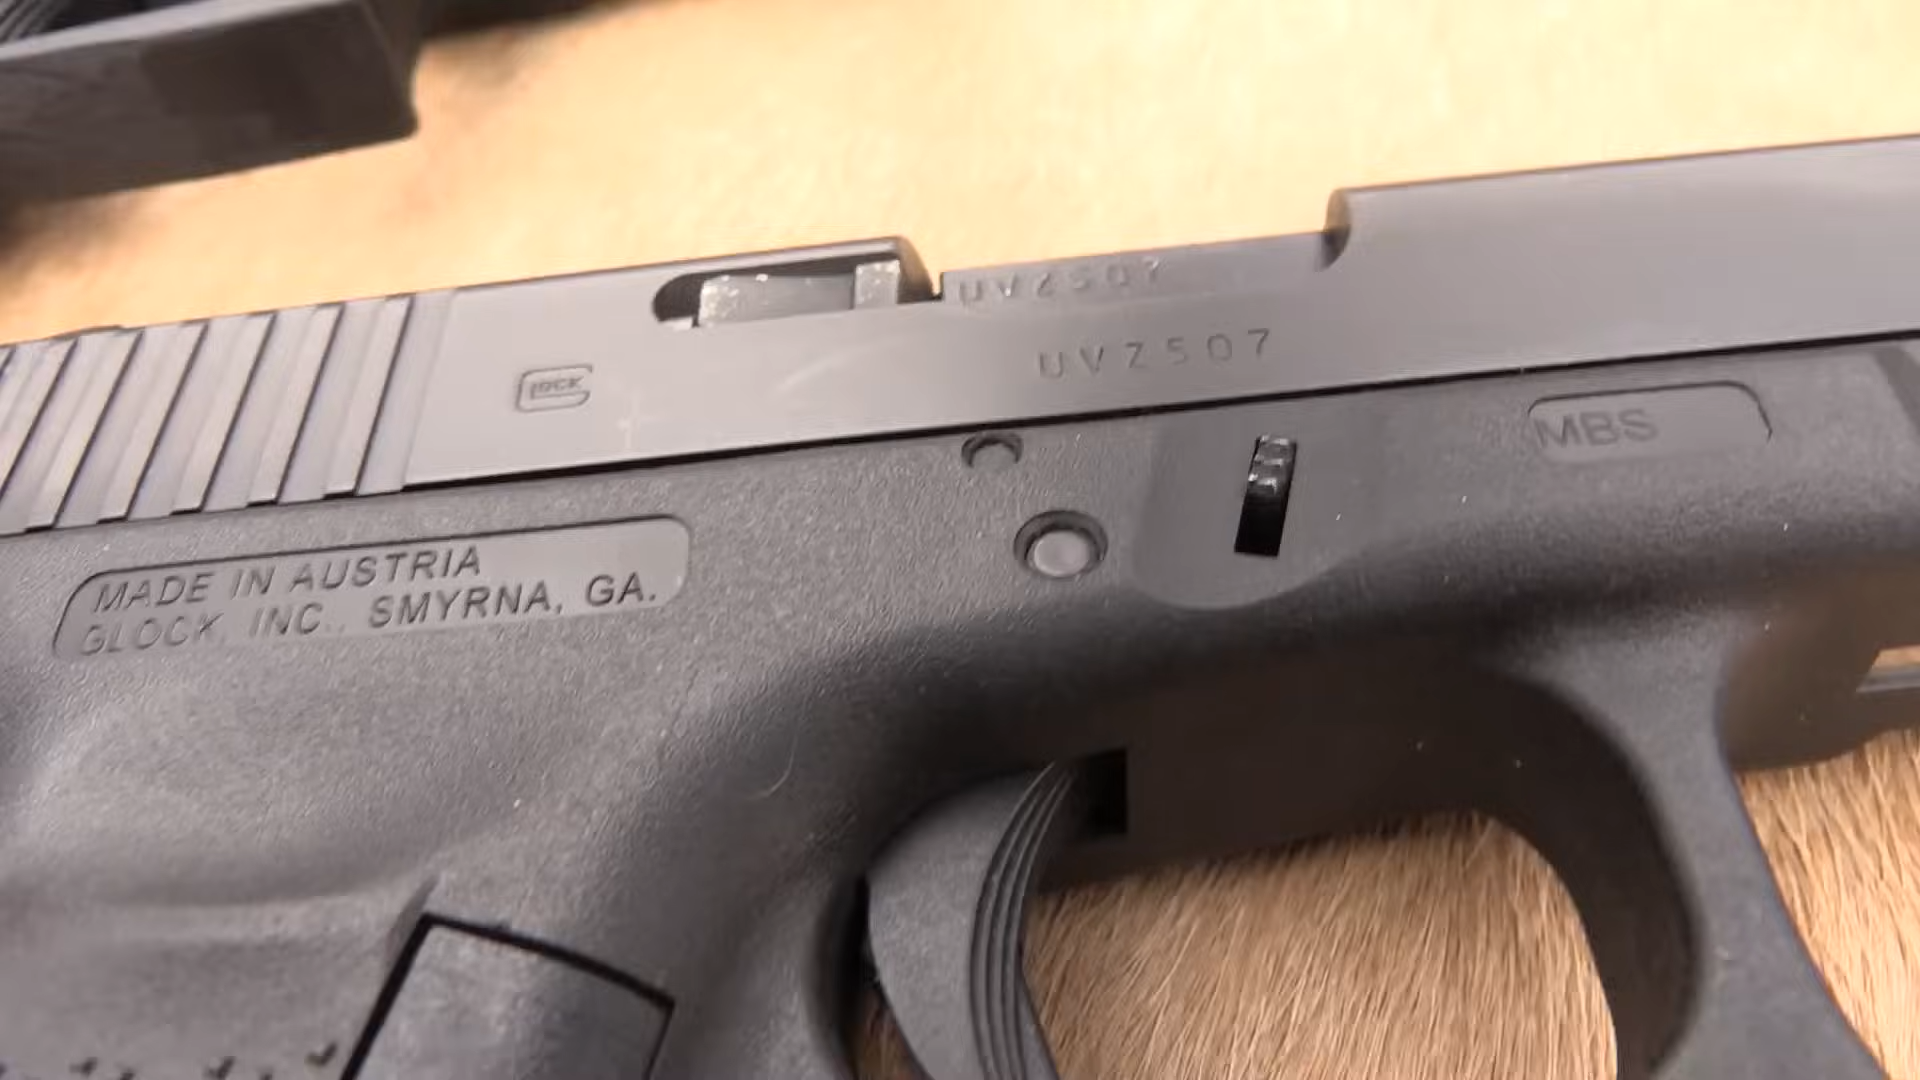 UVZ507
UVZ507
GLOCK
MBS
MADE IN AUSTRIA
GLOCK, INC., SMYRNA, GA.